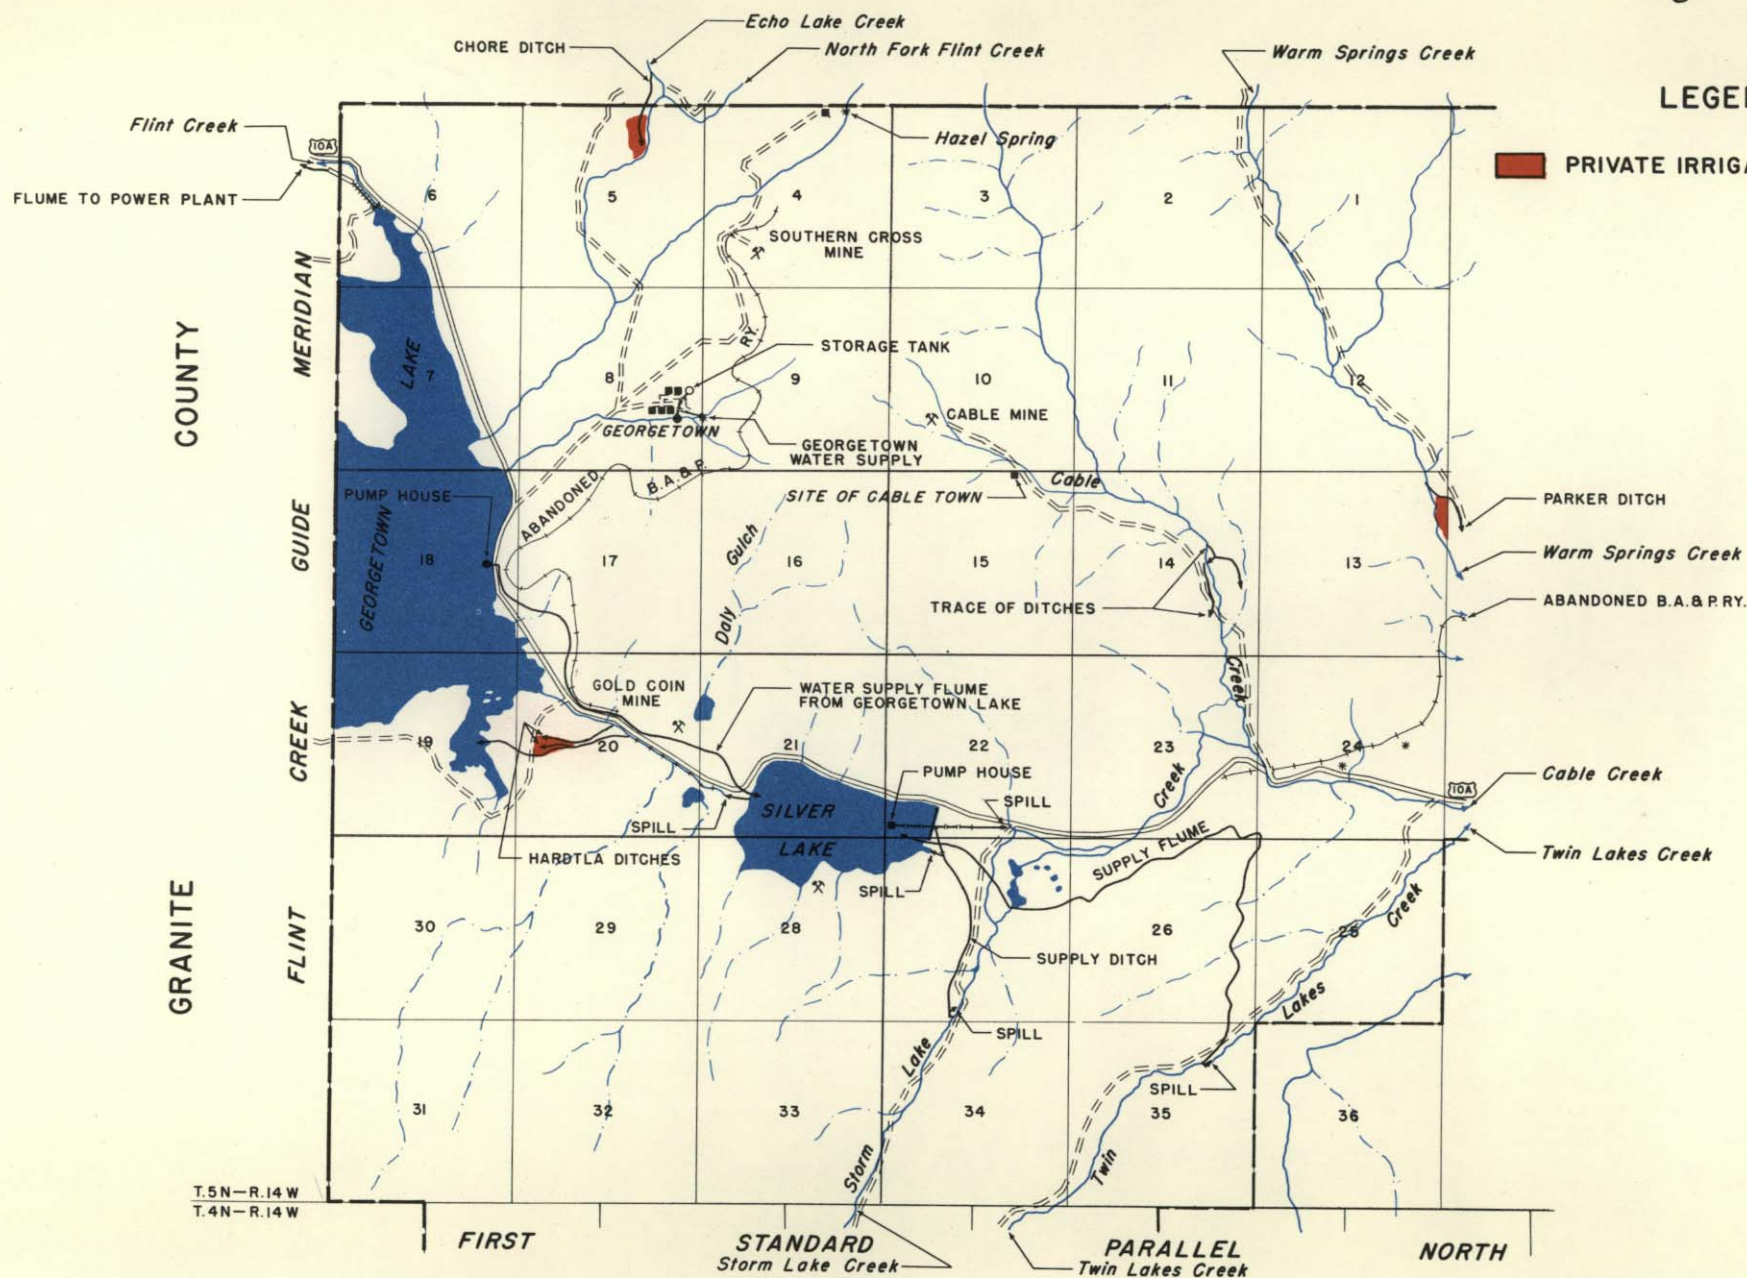 Echo Lake Creek
CHORE DITCH
North Fork Flint Creek
Warm Springs Creek
Flint Creek
10A
Hazel Spring
FLUME TO POWER PLANT
6
5
4
3
2
1
PRIVATE IRRIGA
LEGE
SOUTHERN CROSS
MINE
COUNTY
MERIDIAN
LAKE
7
8
9
10
11
12
RY.
STORAGE TANK
CABLE MINE
GEORGETOWN
GEORGETOWN
WATER SUPPLY
ABANDONED
B.A.&P.
PUMP HOUSE
SITE OF CABLE TOWN
Cable
PARKER DITCH
GUIDE
GEORGETOWN
18
17
Daly
Gulch
16
15
14
13
Warm Springs Creek
TRACE OF DITCHES
ABANDONED B.A.&P. RY.
Creek
GOLD COIN
MINE
WATER SUPPLY FLUME
FROM GEORGETOWN LAKE
CREEK
19
20
21
22
23
24
PUMP HOUSE
Creek
Cable Creek
10A
SPILL
SILVER
LAKE
SPILL
HARDTLA DITCHES
SPILL
SUPPLY FLUME
Twin Lakes Creek
GRANITE
FLINT
30
29
28
26
25
Creek
SUPPLY DITCH
Lakes
SPILL
Lake
SPILL
31
32
33
34
35
36
Storm
Twin
T.5N—R.14W
T.4N—R.14W
FIRST
STANDARD
PARALLEL
NORTH
Storm Lake Creek
Twin Lakes Creek